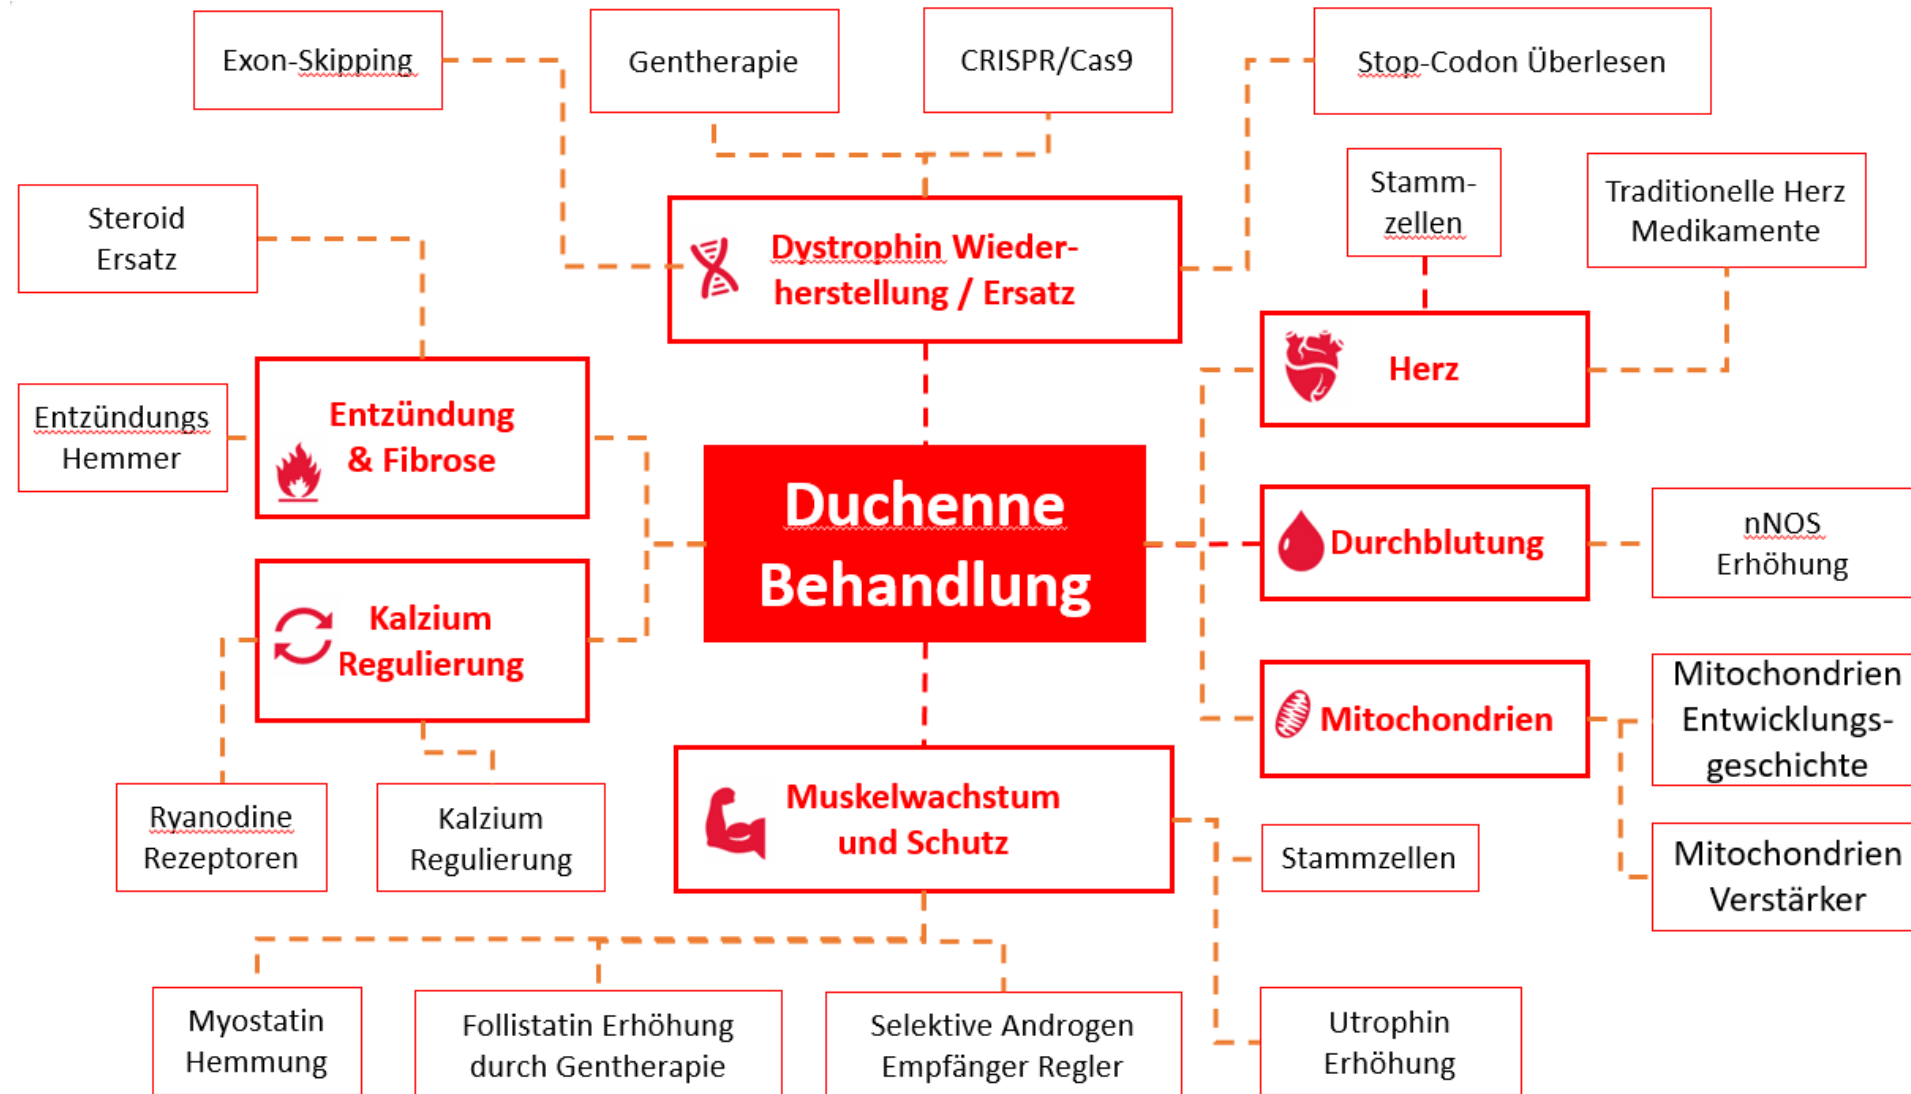 Exon-Skipping
Gentherapie
CRISPR/Cas9
Stop-Codon Überlesen
Steroid
Ersatz
Dystrophin Wieder-
herstellung / Ersatz
Stamm-
zellen
Traditionelle Herz
Medikamente
Entzündungs
Hemmer
Entzündung
& Fibrose
Herz
Duchenne
Behandlung
Durchblutung
nNOS
Erhöhung
Kalzium
Regulierung
Mitochondrien
Mitochondrien
Entwicklungs-
geschichte
Ryanodine
Rezeptoren
Kalzium
Regulierung
Muskelwachstum
und Schutz
Stammzellen
Mitochondrien
Verstärker
Myostatin
Hemmung
Follistatin Erhöhung
durch Gentherapie
Selektive Androgen
Empfänger Regler
Utrophin
Erhöhung